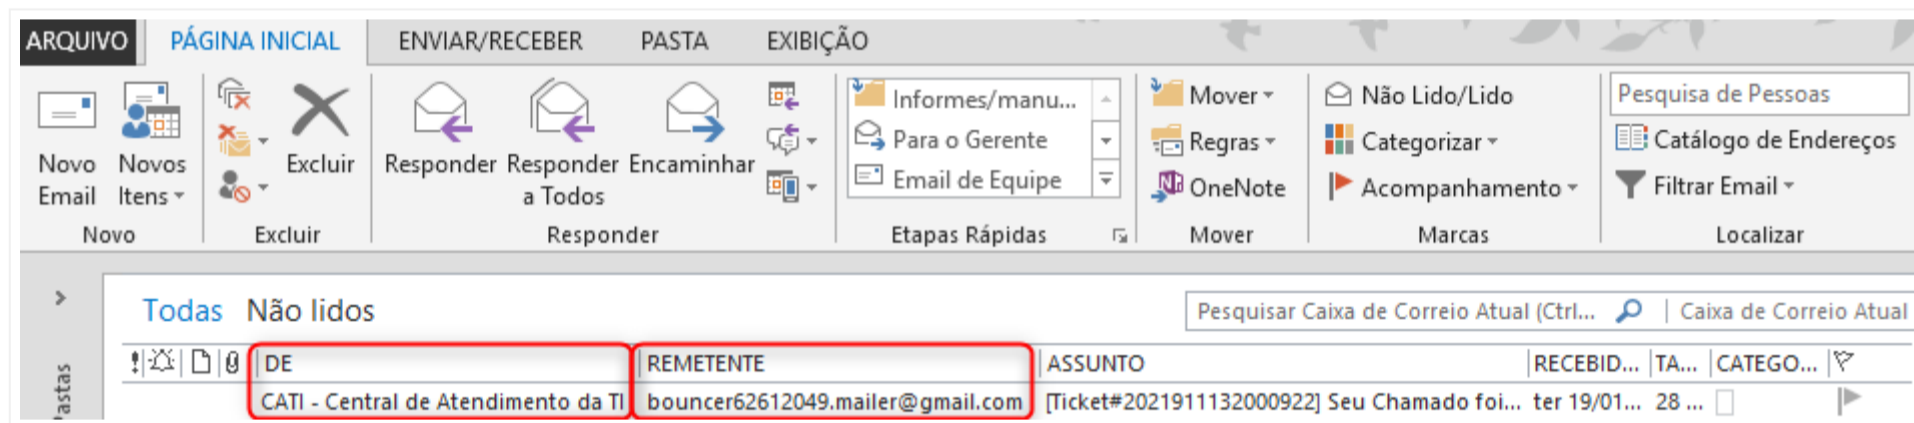 ARQUIVO PÁGINA INICIAL ENVIAR/RECEBER PASTA EXIBIÇÃO
Novo Email
Novos Itens
Excluir
Responder
Responder a Todos
Encaminhar
Informes/manu...
Para o Gerente
Email de Equipe
Mover
Regras
OneNote
Não Lido/Lido
Categorizar
Acompanhamento
Pesquisa de Pessoas
Catálogo de Endereços
Filtrar Email
Novo Excluir Responder Etapas Rápidas Mover Marcas Localizar
Todas Não lidos
Pesquisar Caixa de Correio Atual (Ctrl... Caixa de Correio Atual
DE REMETENTE ASSUNTO RECEBID... TA... CATEGO...
CATI - Central de Atendimento da TI bouncer62612049.mailer@gmail.com [Ticket#2021911132000922] Seu Chamado foi... ter 19/01... 28 ...
Pastas